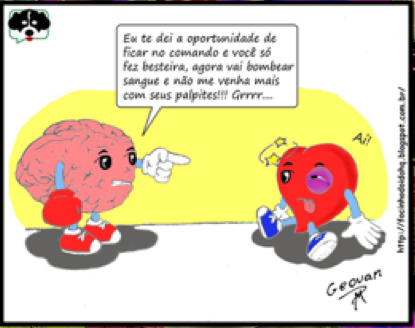 Eu te dei a oportunidade de
ficar no comando e você só
fez besteira, agora vai bombear
sangue e não me venha mais
com seus palpites!!! Grrrr....
Ai!
http://focinhodoidohq.blogspot.com.br/
Geovan